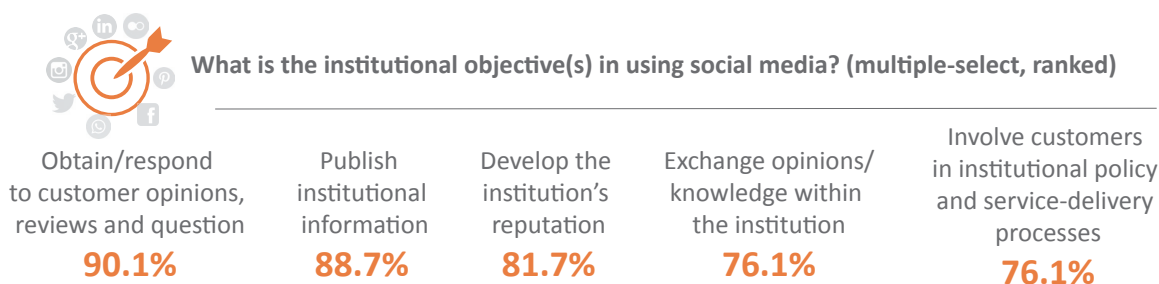 What is the institutional objective(s) in using social media? (multiple-select, ranked)
Obtain/respond
to customer opinions,
reviews and question
90.1%
Publish
institutional
information
88.7%
Develop the
institution's
reputation
81.7%
Exchange opinions/
knowledge within
the institution
76.1%
Involve customers
in institutional policy
and service-delivery
processes
76.1%